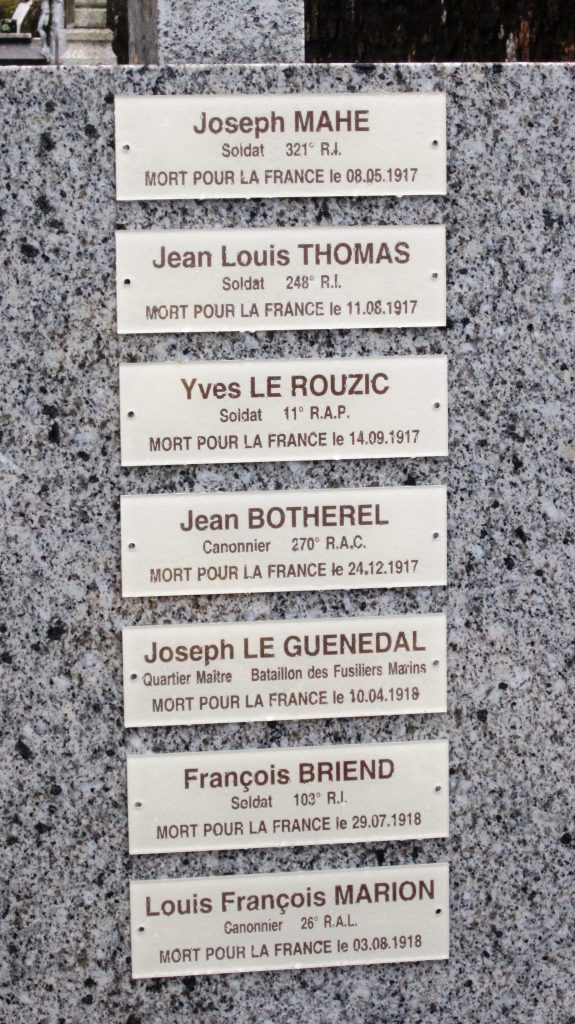 Joseph MAHE
Soldat 321° R.I.
MORT POUR LA FRANCE le 08.05.1917
Jean Louis THOMAS
Soldat 248° R.I.
MORT POUR LA FRANCE le 11.08.1917
Yves LE ROUZIC
Soldat 11° R.A.P.
MORT POUR LA FRANCE le 14.09.1917
Jean BOTHEREL
Canonnier 270° R.A.C.
MORT POUR LA FRANCE le 24.12.1917
Joseph LE GUENEDAL
Quartier Maître Bataillon des Fusiliers Marins
MORT POUR LA FRANCE le 10.04.1918
François BRIEND
Soldat 103° R.I.
MORT POUR LA FRANCE le 29.07.1918
Louis François MARION
Canonnier 26° R.A.L.
MORT POUR LA FRANCE le 03.08.1918